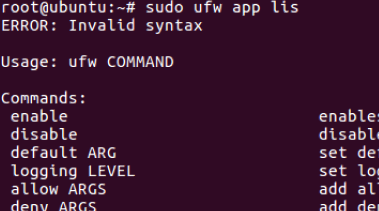 root@ubuntu:~# sudo ufw app lis
ERROR: Invalid syntax
Usage: ufw COMMAND
Commands:
enable enables
disable disabl
default ARG set de
logging LEVEL set lo
allow ARGS add al
deny ARGS add de